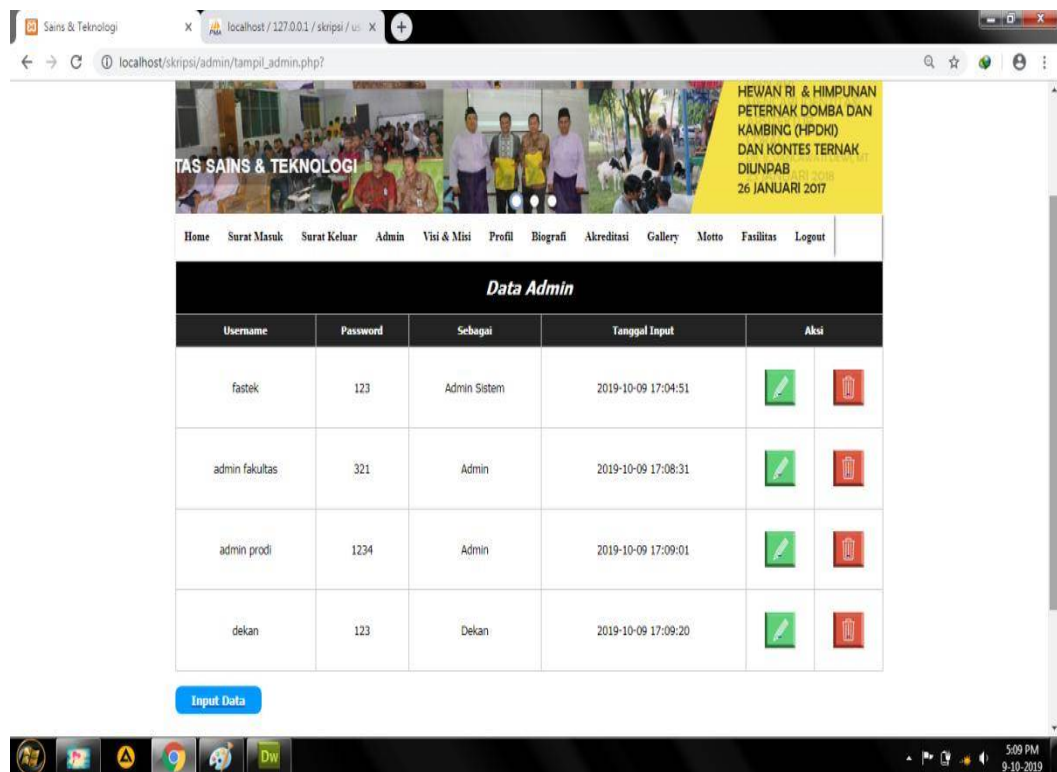 Sains & Teknologi
localhost / 127.0.0.1 / skripsi / us
localhost/skripsi/admin/tampil_admin.php?
TAS SAINS & TEKNOLOGI
HEWAN RI & HIMPUNAN
PETERNAK DOMBA DAN
KAMBING (HPDKI)
DAN KONTES TERNAK
DIUNPAB
26 JANUARI 2017
Home Surat Masuk Surat Keluar Admin Visi & Misi Profil Biografi Akreditasi Gallery Motto Fasilitas Logout
Data Admin
Username Password Sebagai Tanggal Input Aksi
fastek 123 Admin Sistem 2019-10-09 17:04:51
admin fakultas 321 Admin 2019-10-09 17:08:31
admin prodi 1234 Admin 2019-10-09 17:09:01
dekan 123 Dekan 2019-10-09 17:09:20
Input Data
Dw
5:09 PM
9-10-2019